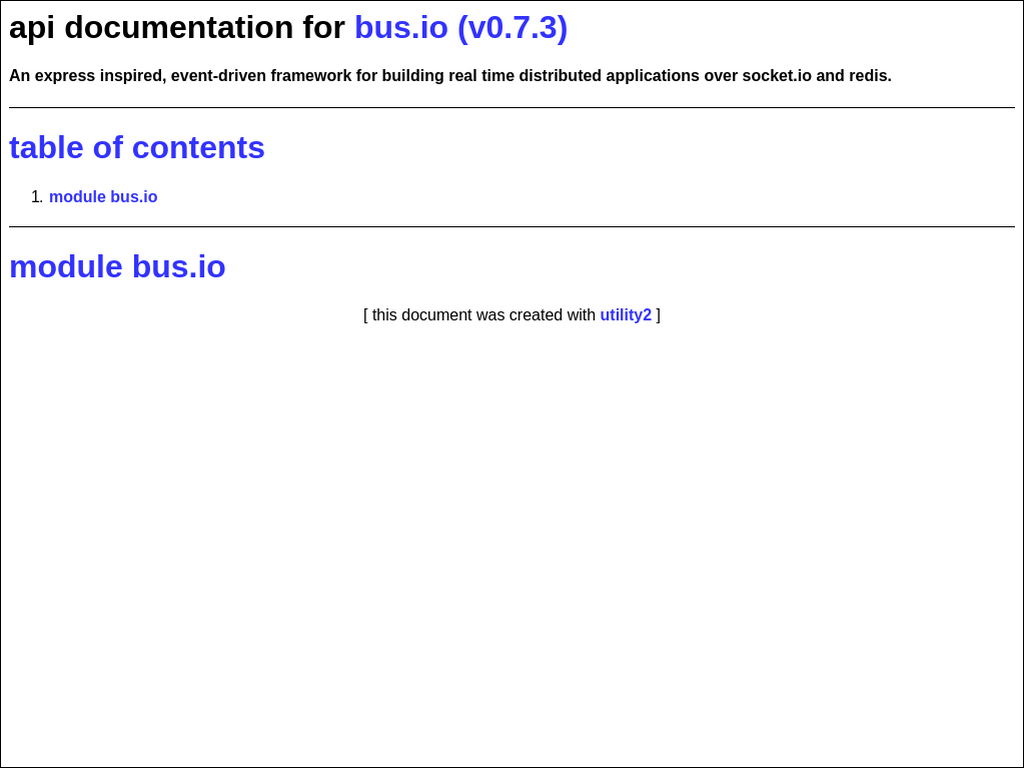 api documentation for bus.io (v0.7.3)
An express inspired, event-driven framework for building real time distributed applications over socket.io and redis.
table of contents
1. module bus.io
module bus.io
[ this document was created with utility2 ]